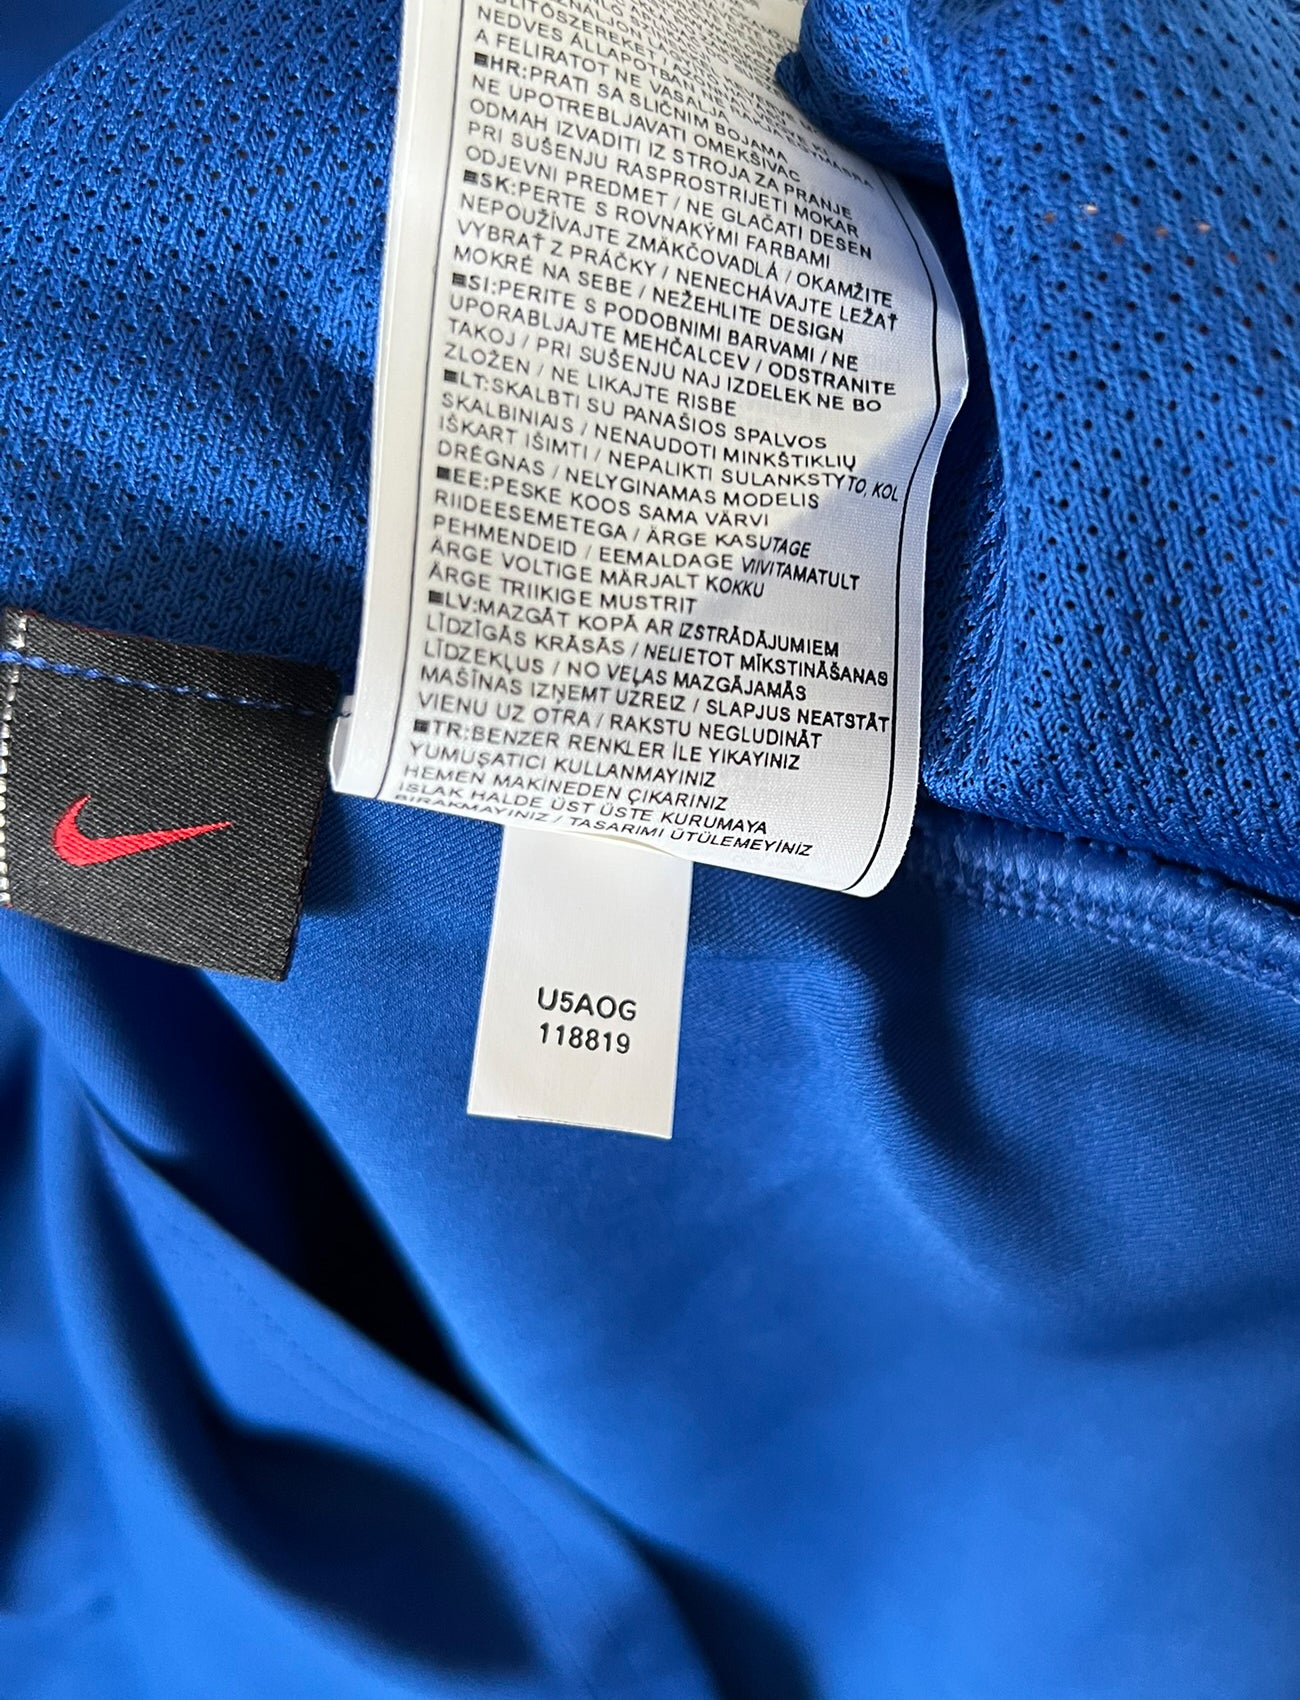 NEDVES ÁLLAPOTBAN NE
A FELIRATOT NE VASALJA
■HR:PRATI SA SLIČNIM BOJAMA
NE UPOTREBLJAVATI OMEKŠIVAC
ODMAH IZVADITI IZ STROJA ZA PRANJE
PRI SUŠENJU RASPROSTRIJETI MOKAR
ODJEVNI PREDMET / NE GLAČATI DESEN
■SK:PERTE S ROVNAKÝMI FARBAMI
NEPOUŽÍVAJTE ZMÄKČOVADLÁ / OKAMŽITE
VYBRAŤ Z PRÁČKY / NENECHÁVAJTE LEŽAŤ
MOKRÉ NA SEBE / NEŽEHLITE DESIGN
■SI:PERITE S PODOBNIMI BARVAMI / NE
UPORABLJAJTE MEHČALCEV / ODSTRANITE
TAKOJ / PRI SUŠENJU NAJ IZDELEK NE BO
ZLOŽEN / NE LIKAJTE RISBE
■LT:SKALBTI SU PANAŠIOS SPALVOS
SKALBINIAIS / NENAUDOTI MINKŠTIKLIŲ
IŠKART IŠIMTI / NEPALIKTI SULANKSTYTO, KOL
DRĖGNAS / NELYGINAMAS MODELIS
■EE:PESKE KOOS SAMA VÄRVI
RIIDEESEMETEGA / ÄRGE KASUTAGE
PEHMENDEID / EEMALDAGE VIIVITAMATULT
ÄRGE VOLTIGE MÄRJALT KOKKU
ÄRGE TRIIKIGE MUSTRIT
■LV:MAZGĀT KOPĀ AR IZSTRĀDĀJUMIEM
LĪDZĪGĀS KRĀSĀS / NELIETOT MĪKSTINĀŠANAS
LĪDZEKĻUS / NO VEĻAS MAZGĀJAMĀS
MAŠĪNAS IZŅEMT UZREIZ / SLAPJUS NEATSTĀT
VIENU UZ OTRA / RAKSTU NEGLUDINĀT
■TR:BENZER RENKLER İLE YIKAYINIZ
YUMUŞATICI KULLANMAYINIZ
HEMEN MAKİNEDEN ÇIKARINIZ
ISLAK HALDE ÜST ÜSTE KURUMAYA
BIRAKMAYINIZ / TASARIMI ÜTÜLEMEYİNİZ
U5AOG
118819